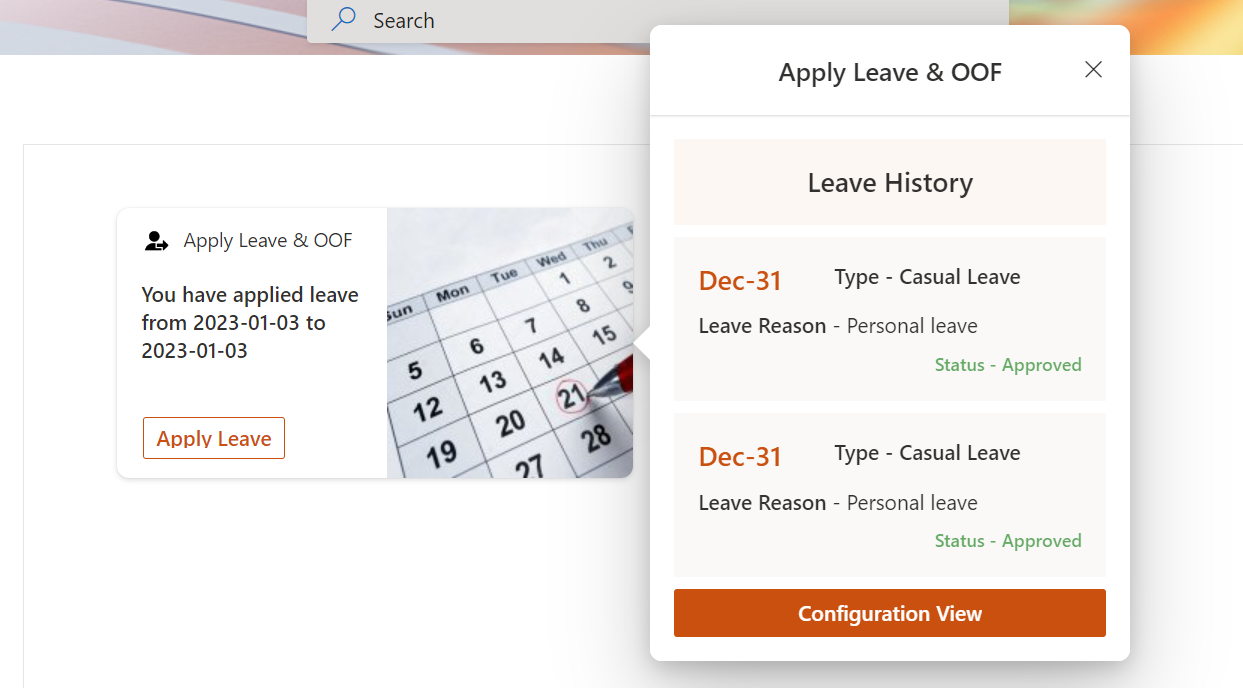 Search
Apply Leave & OOF
You have applied leave
from 2023-01-03 to
2023-01-03
Apply Leave
Sun Mon Tue Wed Thu
1 2
5 6 7 8 9
12 13 14 15
19 20 21
27 28
Apply Leave & OOF
Leave History
Dec-31 Type - Casual Leave
Leave Reason - Personal leave
Status - Approved
Dec-31 Type - Casual Leave
Leave Reason - Personal leave
Status - Approved
Configuration View